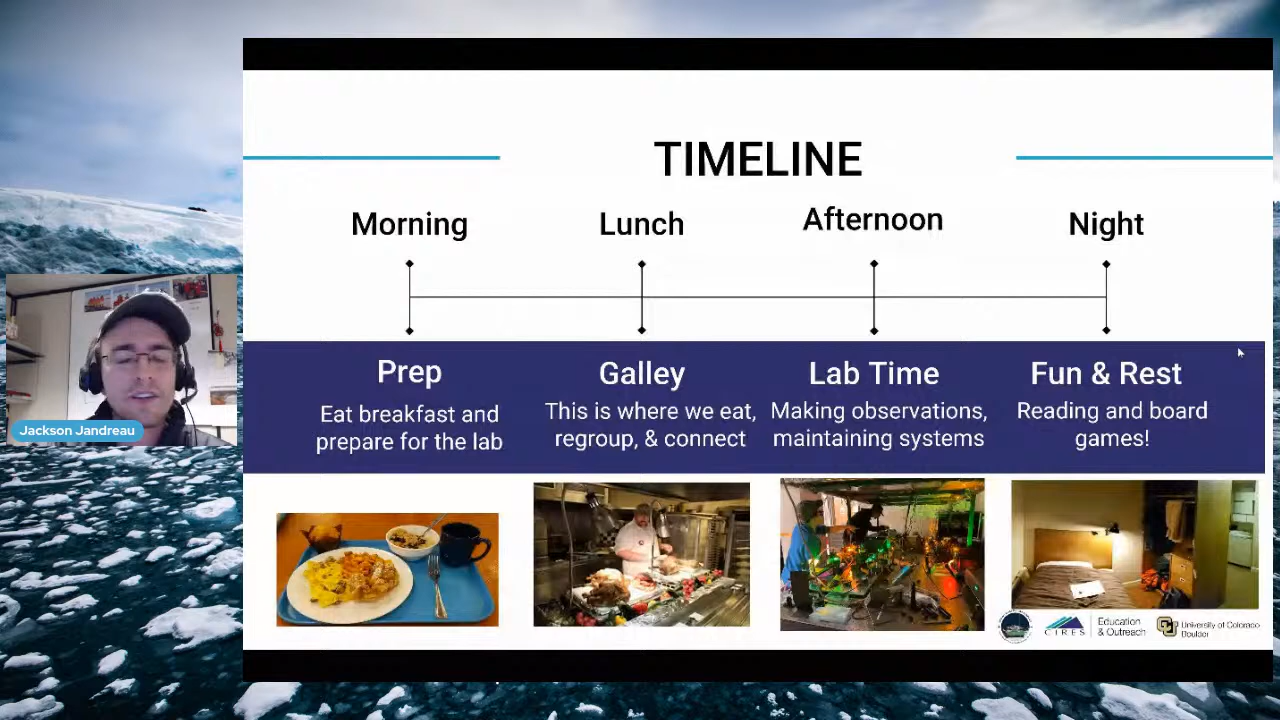 TIMELINE
Morning
Lunch
Afternoon
Night
Prep
Eat breakfast and
prepare for the lab
Galley
This is where we eat,
regroup, & connect
Lab Time
Making observations,
maintaining systems
Fun & Rest
Reading and board
games!
Jackson Jandreau
CIRES
Education
& Outreach
CU
University of Colorado
Boulder